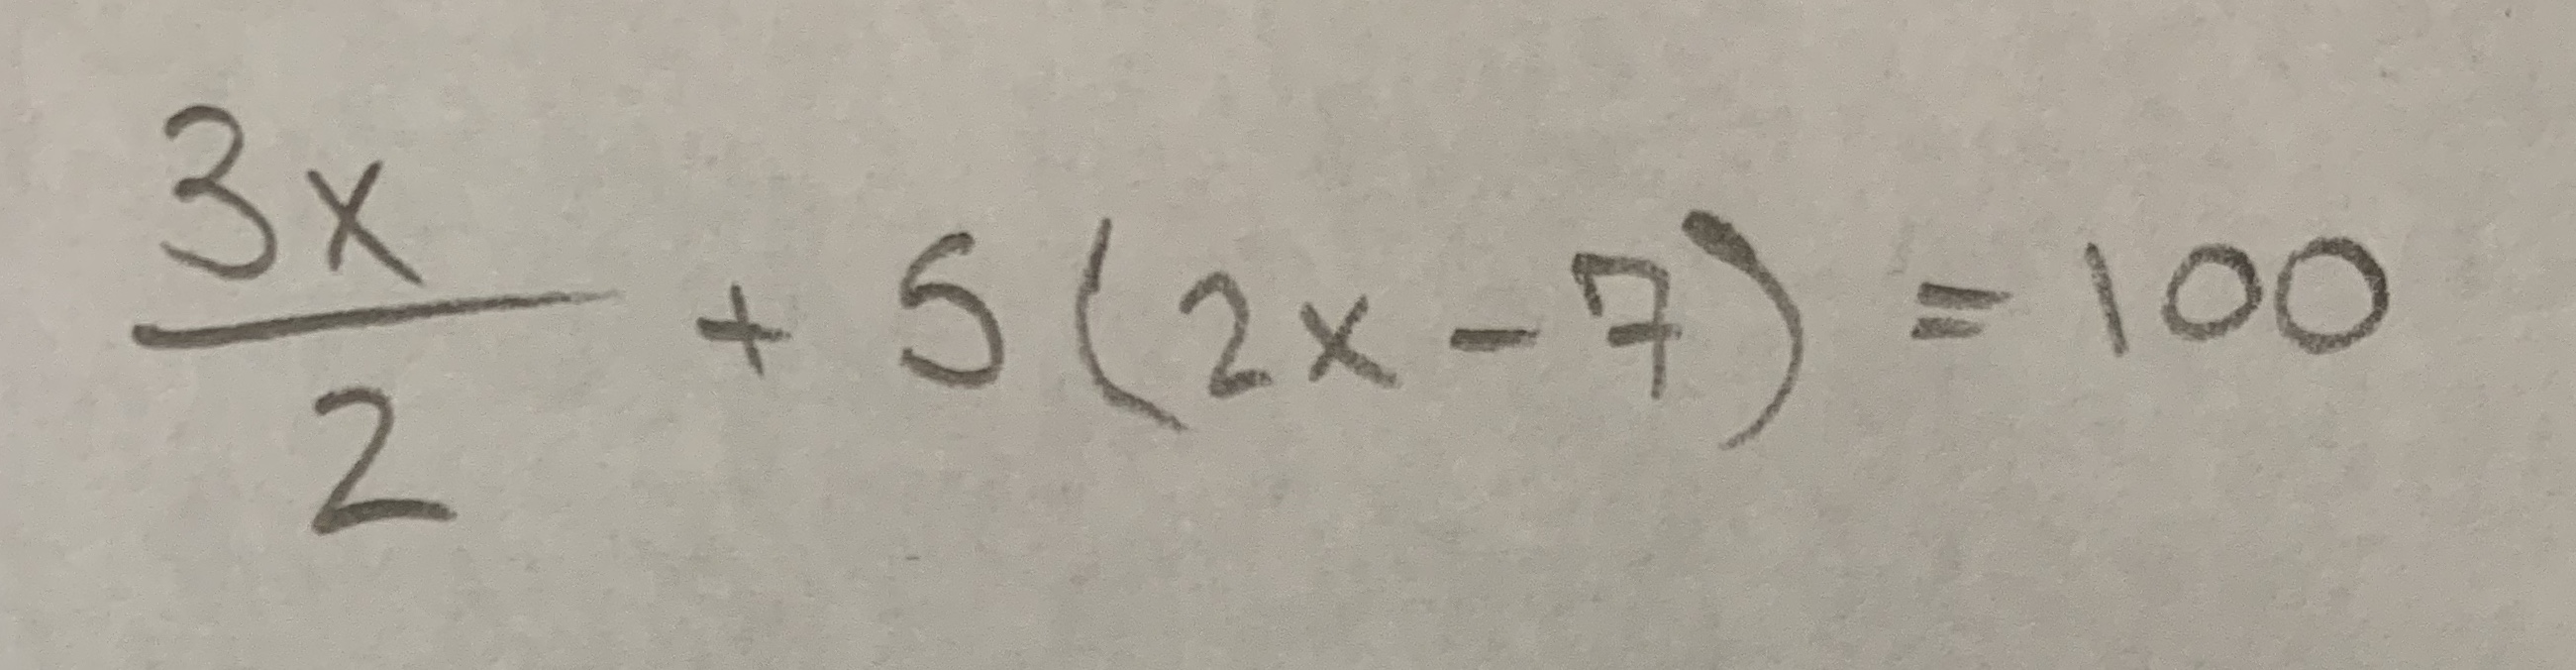 3x/2 + 5(2x-7) = 100